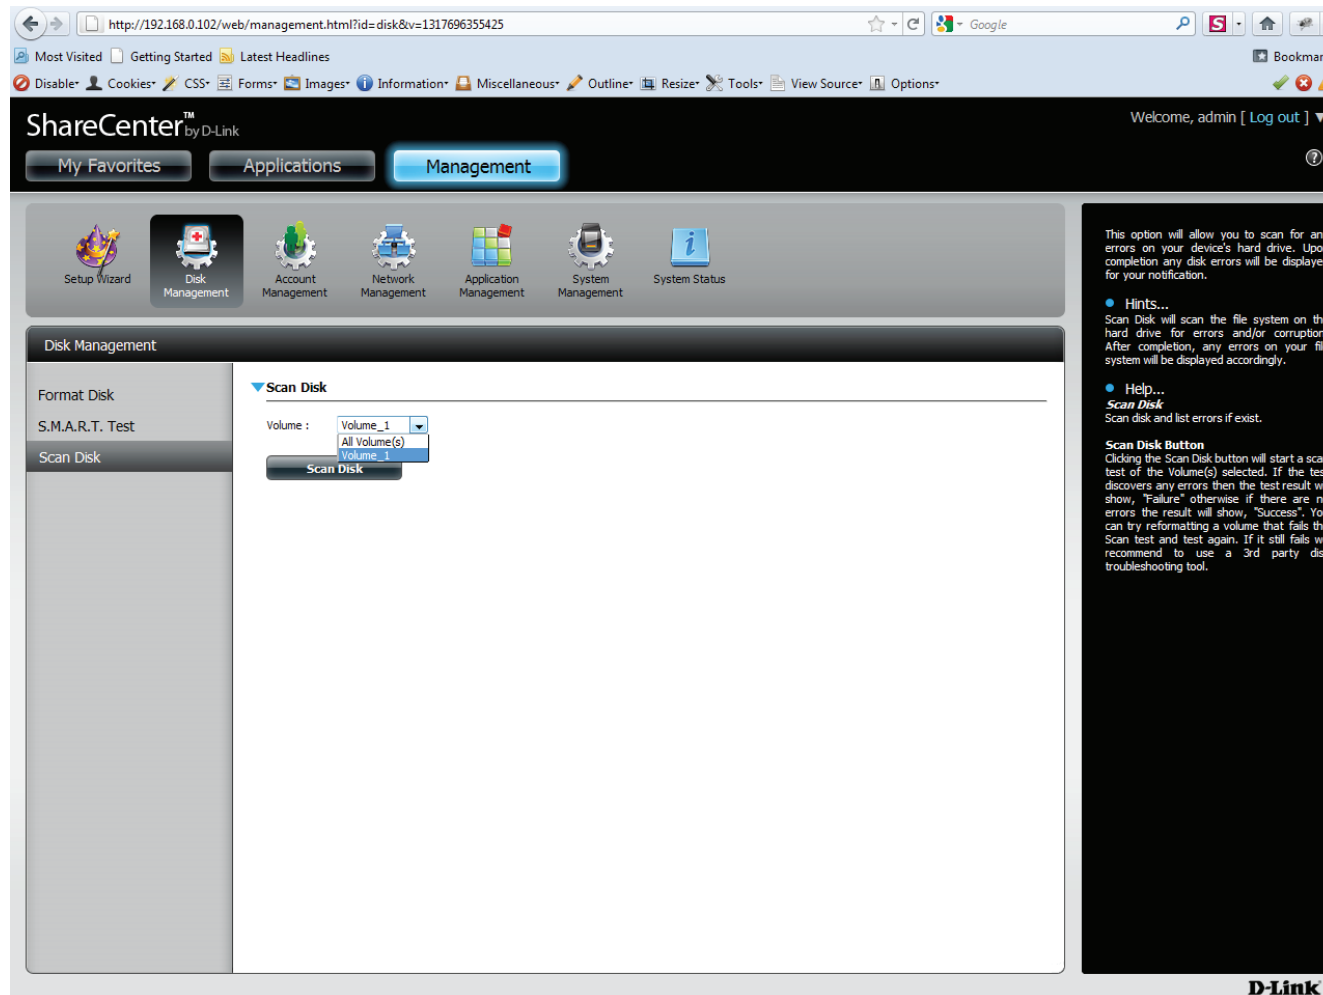 http://192.168.0.102/web/management.html?id=disk&v=1317696355425
Google
S
Most Visited Getting Started Latest Headlines
Bookmar
Disable Cookies CSS Forms Images Information Miscellaneous Outline Resize Tools View Source Options
ShareCenter™ by D-Link
Welcome, admin [ Log out ]
My Favorites Applications Management
?
Setup Wizard
Disk Management
Account Management
Network Management
Application Management
System Management
System Status
Disk Management
Format Disk
S.M.A.R.T. Test
Scan Disk
Scan Disk
Volume : Volume_1
All Volume(s)
Volume_1
Scan Disk
This option will allow you to scan for an
errors on your device's hard drive. Upo
completion any disk errors will be displaye
for your notification.
Hints...
Scan Disk will scan the file system on th
hard drive for errors and/or corruption
After completion, any errors on your fil
system will be displayed accordingly.
Help...
Scan Disk
Scan disk and list errors if exist.
Scan Disk Button
Clicking the Scan Disk button will start a sca
test of the Volume(s) selected. If the tes
discovers any errors then the test result w
show, "Failure" otherwise if there are n
errors the result will show, "Success". Yo
can try reformatting a volume that fails th
Scan test and test again. If it still fails w
recommend to use a 3rd party dis
troubleshooting tool.
D-Link